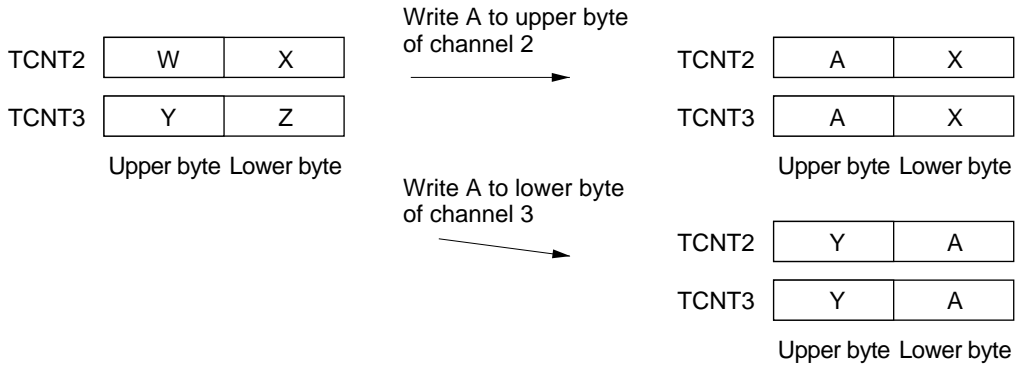 Write A to upper byte
of channel 2
TCNT2 W X
TCNT3 Y Z
Upper byte Lower byte
TCNT2 A X
TCNT3 A X
Upper byte Lower byte
Write A to lower byte
of channel 3
TCNT2 Y A
TCNT3 Y A
Upper byte Lower byte